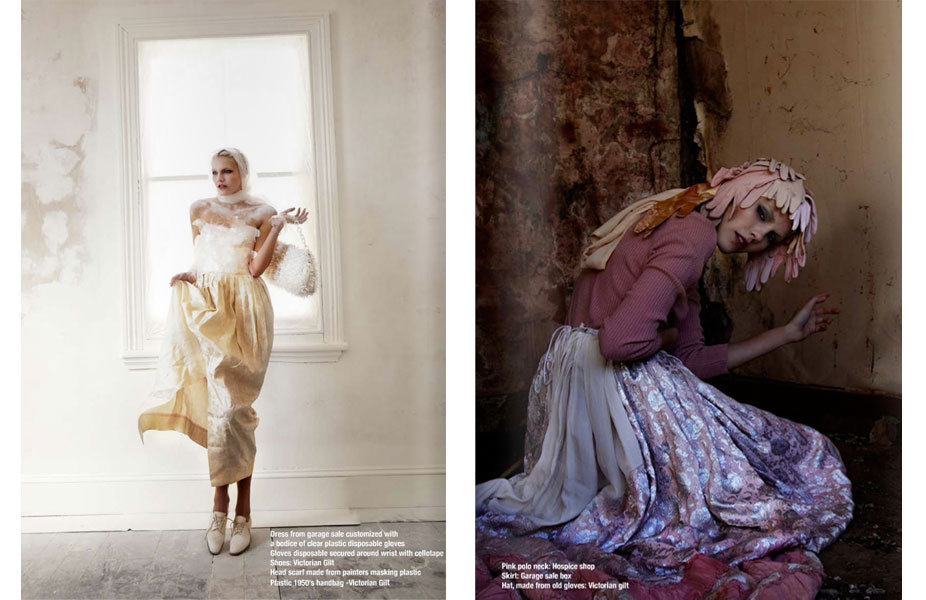 Dress from garage sale customized with
a bodice of clear plastic disposable gloves
Gloves disposable secured around wrist with cellotape
Shoes: Victorian Gilt
Head scarf made from painters masking plastic
Plastic 1950's handbag -Victorian Gilt
Pink polo neck: Hospice shop
Skirt: Garage sale box
Hat, made from old gloves: Victorian gilt